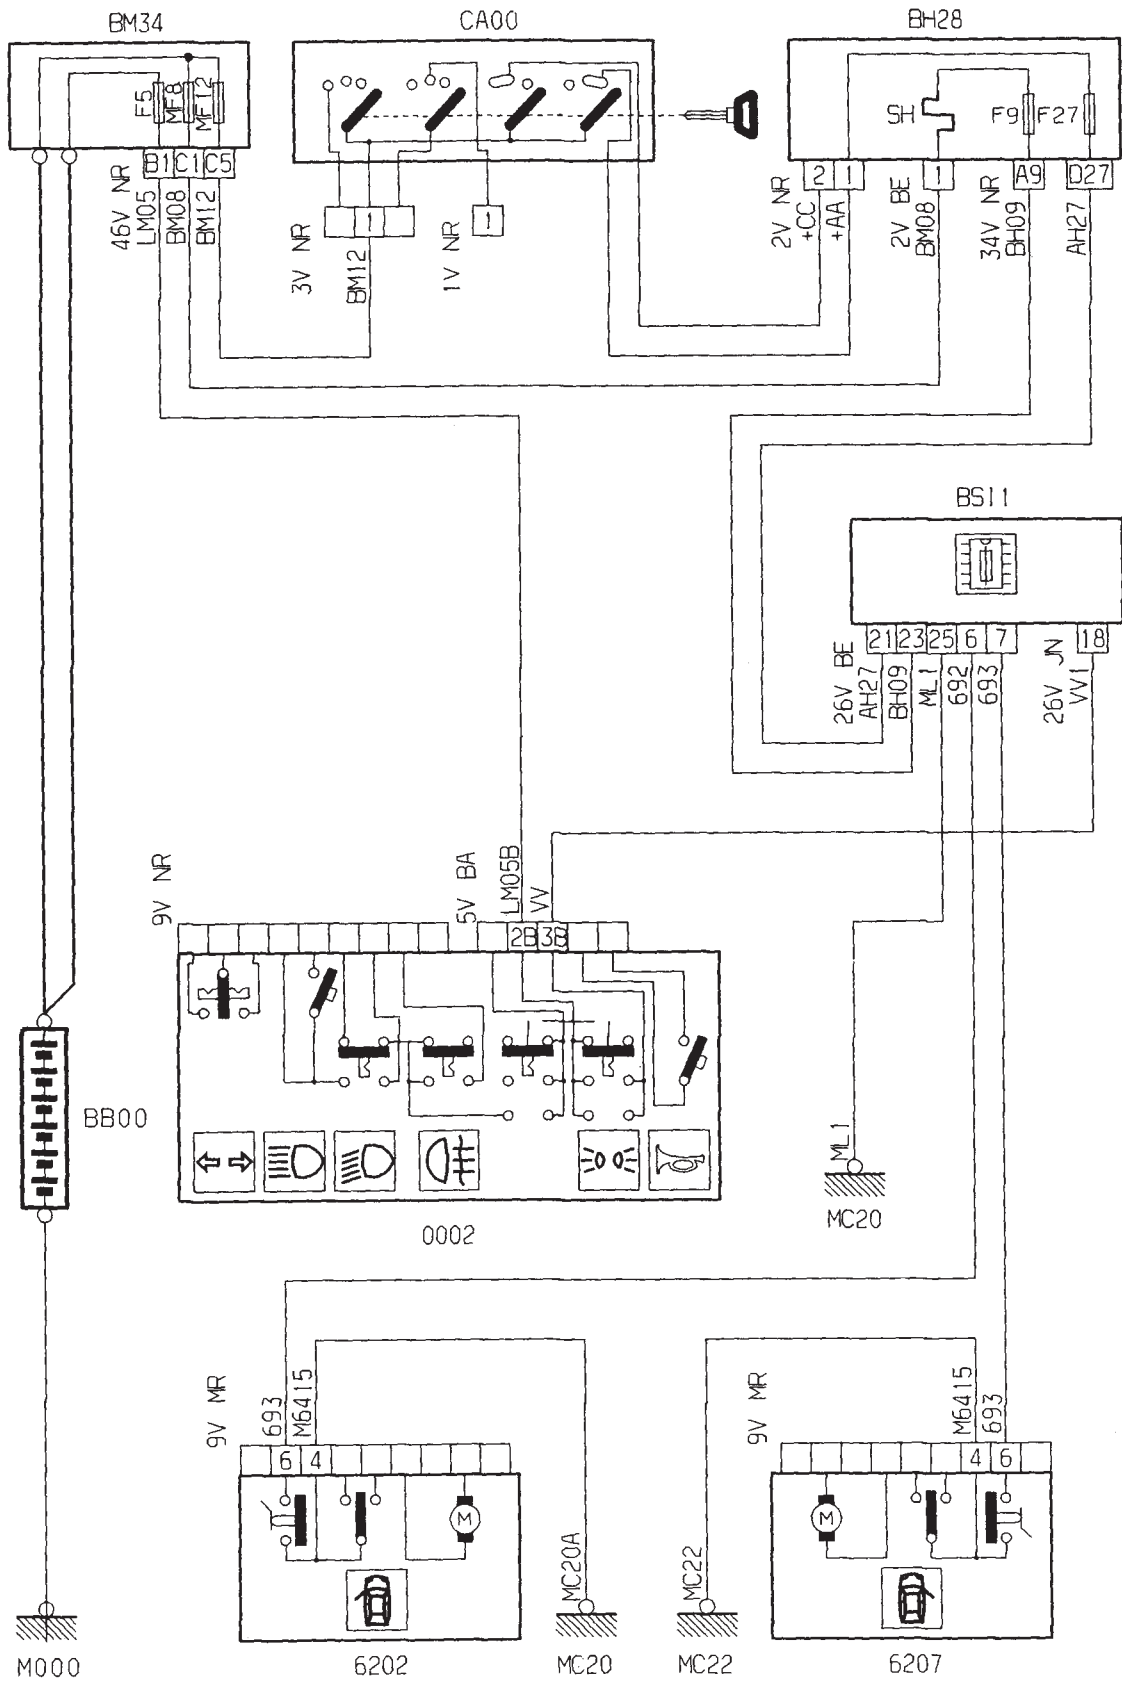 BM34
CA00
BH28
F5
MF8
MF12
SH
F9
F27
B1
C1
C5
2
1
1
A9
D27
46V NR
LM05
BM08
BM12
3V NR
1
BM12
1V NR
1
2V NR
+CC
+AA
2V BE
BM08
34V NR
BH09
AH27
BSI1
21
23
25
6
7
18
26V BE
AH27
BH09
ML1
692
693
26V JN
VV1
9V NR
5V BA
LM05B
VV
2B
3B
BB00
0002
ML1
MC20
9V MR
693
M6415
6
4
M
MC20A
6202
MC20
MC22
MC22
9V MR
M6415
693
4
6
M
6207
M000